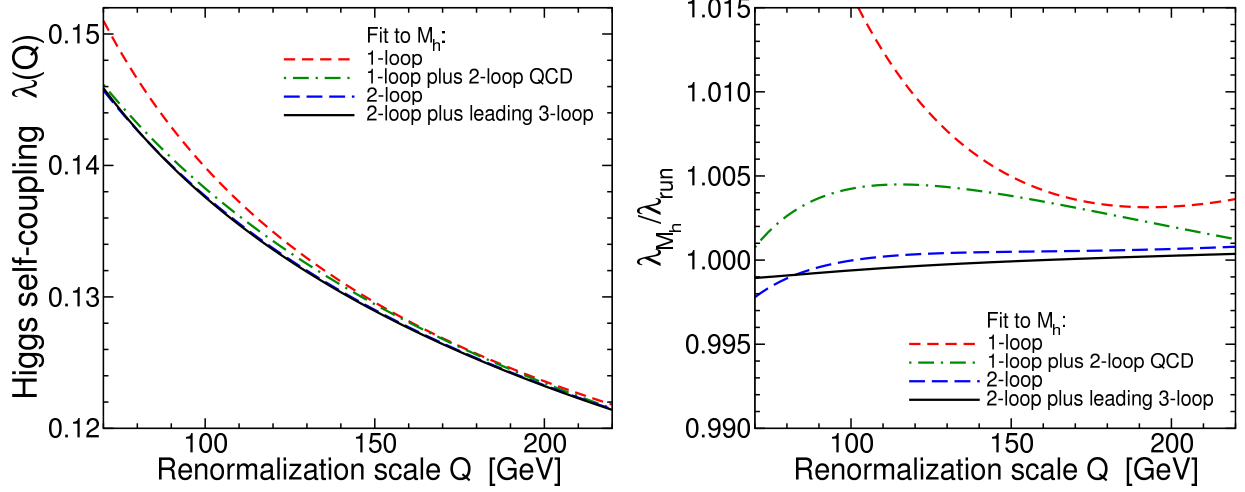 Higgs self-coupling λ(Q)
0.15
0.14
0.13
0.12
100
150
200
Renormalization scale Q [GeV]
Fit to M_h:
1-loop
1-loop plus 2-loop QCD
2-loop
2-loop plus leading 3-loop
λ_{M_h}/λ_run
1.015
1.010
1.005
1.000
0.995
0.990
100
150
200
Renormalization scale Q [GeV]
Fit to M_h:
1-loop
1-loop plus 2-loop QCD
2-loop
2-loop plus leading 3-loop